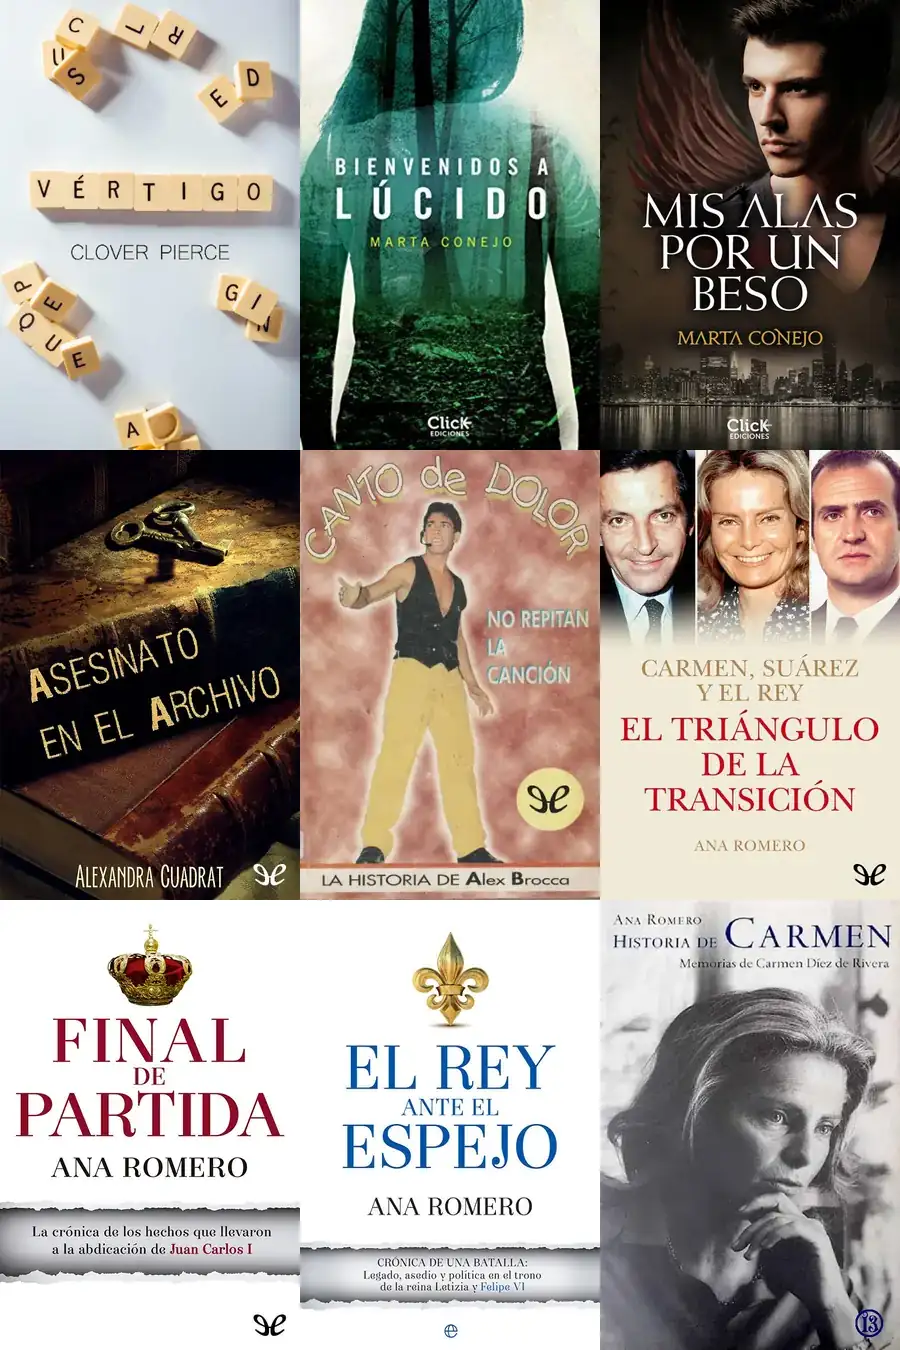 C
L
R
U
S
E
D
VÉRTIGO
CLOVER PIERCE
P
E
Q
U
E
G
I
N
A
BIENVENIDOS A
LÚCIDO
MARTA CONEJO
Click
EDICIONES
MIS ALAS
POR UN
BESO
MARTA CONEJO
Click
EDICIONES
ASESINATO
EN EL ARCHIVO
ALEXANDRA CUADRAT
CANTO de DOLOR
NO REPITAN
LA
CANCIÓN
LA HISTORIA DE Alex Brocca
CARMEN, SUÁREZ
Y EL REY
EL TRIÁNGULO
DE LA
TRANSICIÓN
ANA ROMERO
FINAL
DE
PARTIDA
ANA ROMERO
La crónica de los hechos que llevaron
a la abdicación de Juan Carlos I
EL REY
ANTE EL
ESPEJO
ANA ROMERO
CRÓNICA DE UNA BATALLA:
Legado, asedio y política en el trono
de la reina Letizia y Felipe VI
ANA ROMERO
HISTORIA DE CARMEN
Memorias de Carmen Díez de Rivera
13